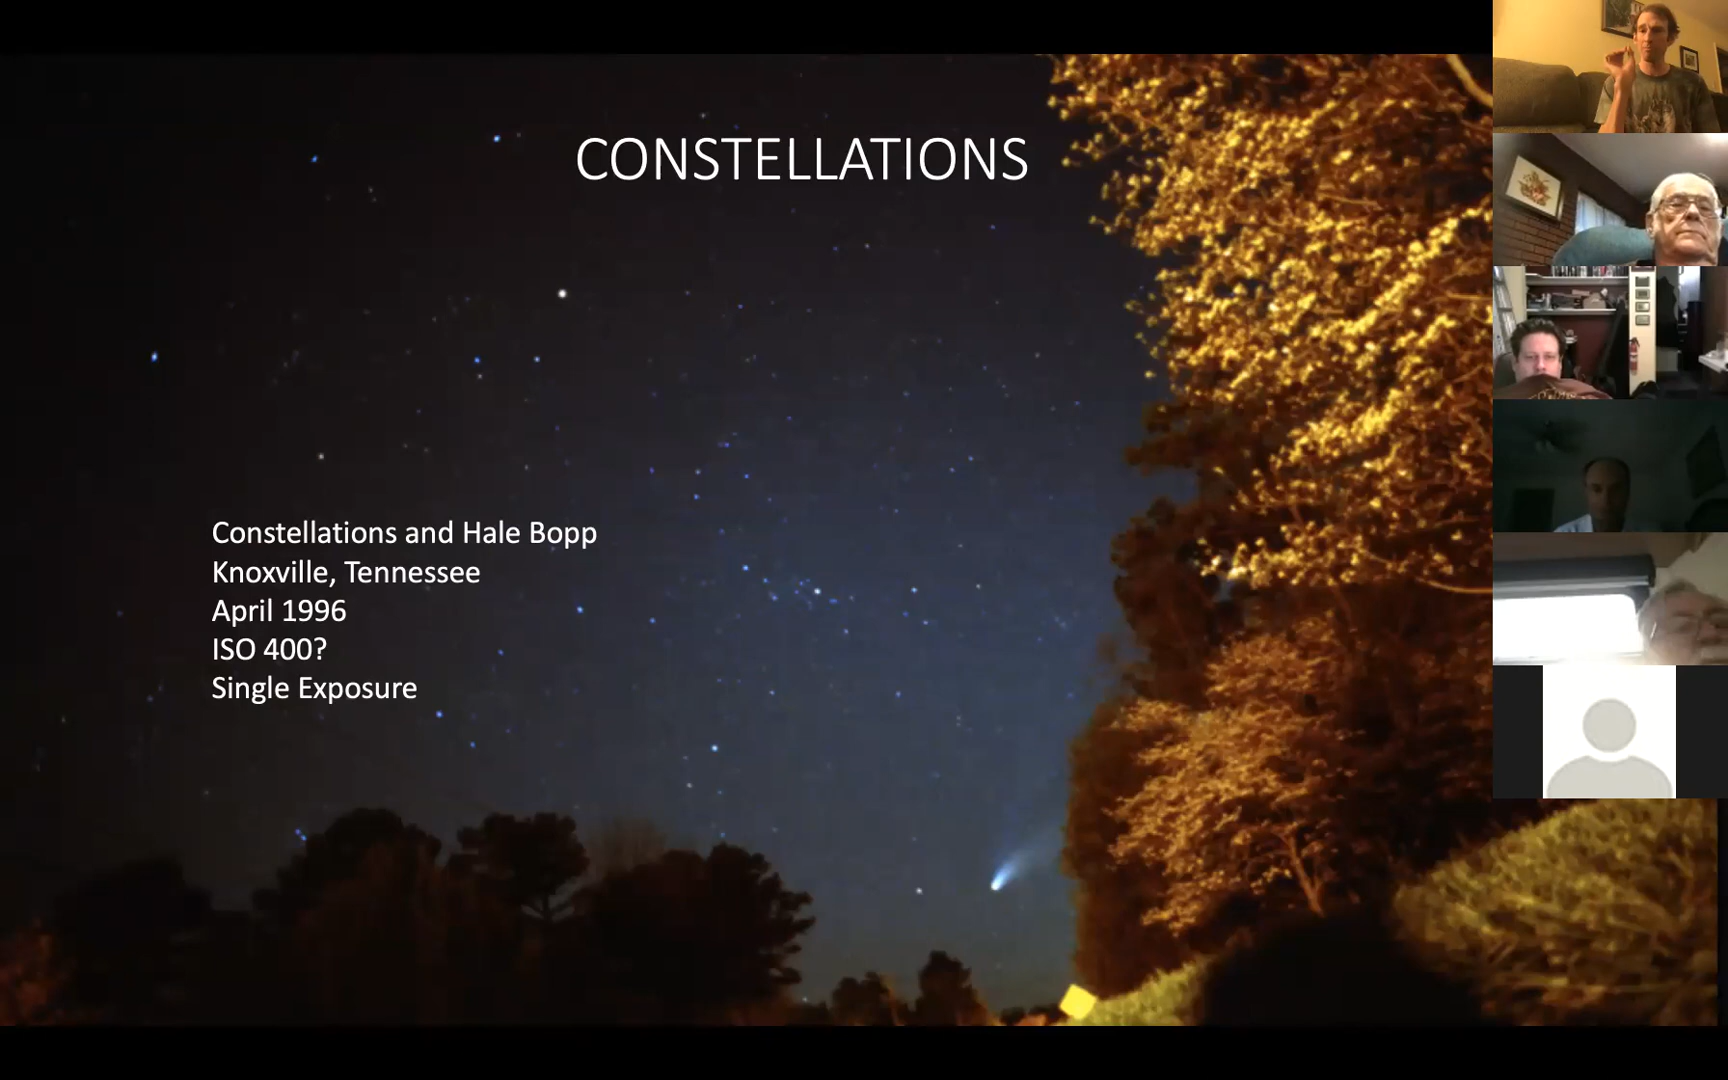 CONSTELLATIONS
Constellations and Hale Bopp
Knoxville, Tennessee
April 1996
ISO 400?
Single Exposure